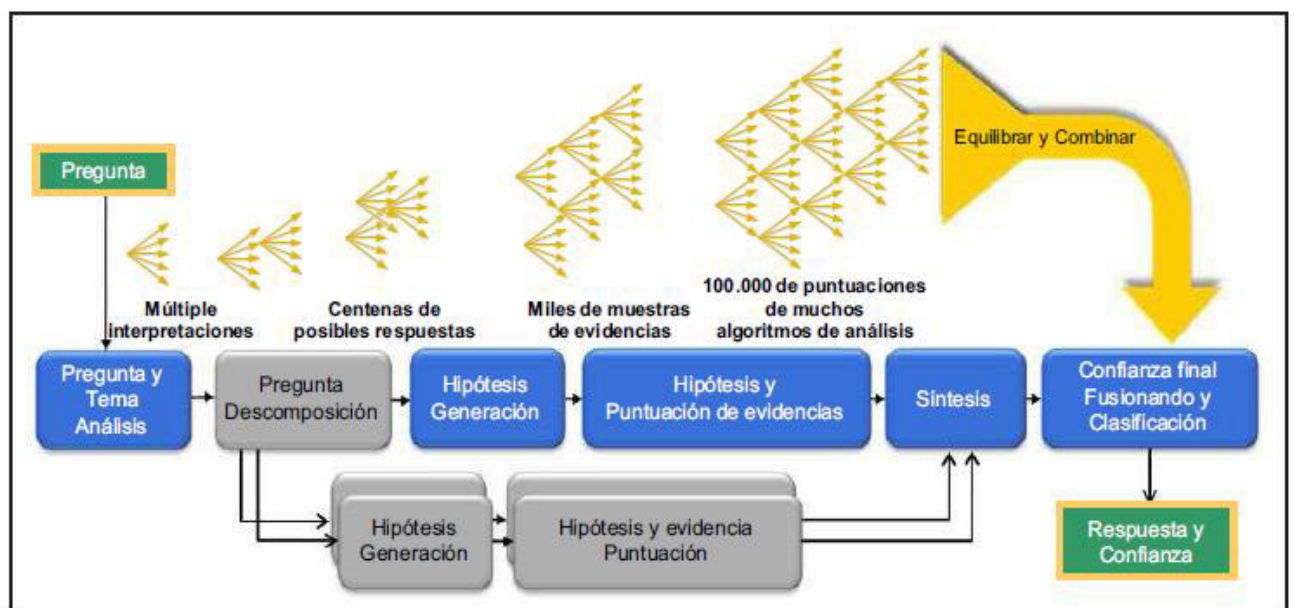 Pregunta
Equilibrar y Combinar
Múltiple
interpretaciones
Centenas de
posibles respuestas
Miles de muestras
de evidencias
100.000 de puntuaciones
de muchos
algoritmos de análisis
Pregunta y
Tema
Análisis
Pregunta
Descomposición
Hipótesis
Generación
Hipótesis y
Puntuación de evidencias
Síntesis
Confianza final
Fusionando y
Clasificación
Hipótesis
Generación
Hipótesis y evidencia
Puntuación
Respuesta y
Confianza